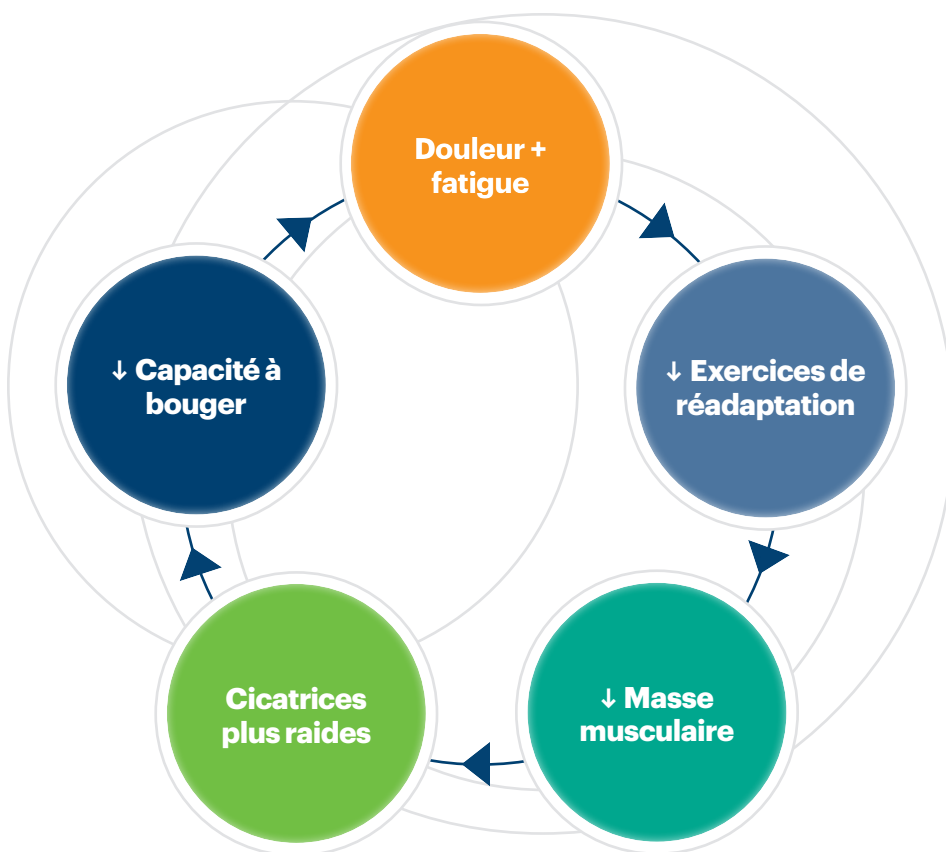 Douleur +
fatigue
↓ Exercices de
réadaptation
↓ Masse
musculaire
Cicatrices
plus raides
↓ Capacité à
bouger